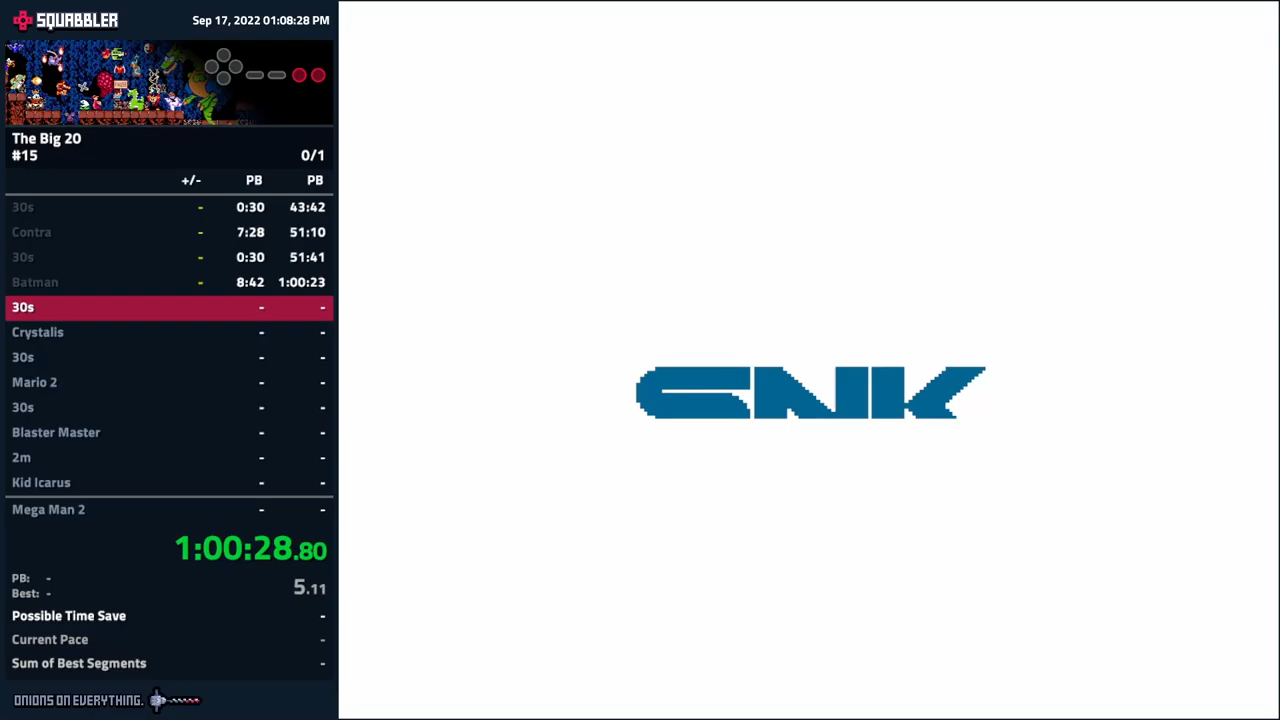 SQUABBLER
Sep 17, 2022 01:08:28 PM
The Big 20
#15 0/1
+/- PB PB
30s - 0:30 43:42
Contra - 7:28 51:10
30s - 0:30 51:41
Batman - 8:42 1:00:23
30s - -
Crystalis - -
30s - -
Mario 2 - -
30s - -
Blaster Master - -
2m - -
Kid Icarus - -
Mega Man 2 - -
1:00:28.80
PB: -
Best: -
5.11
Possible Time Save -
Current Pace -
Sum of Best Segments -
ONIONS ON EVERYTHING.
SNK